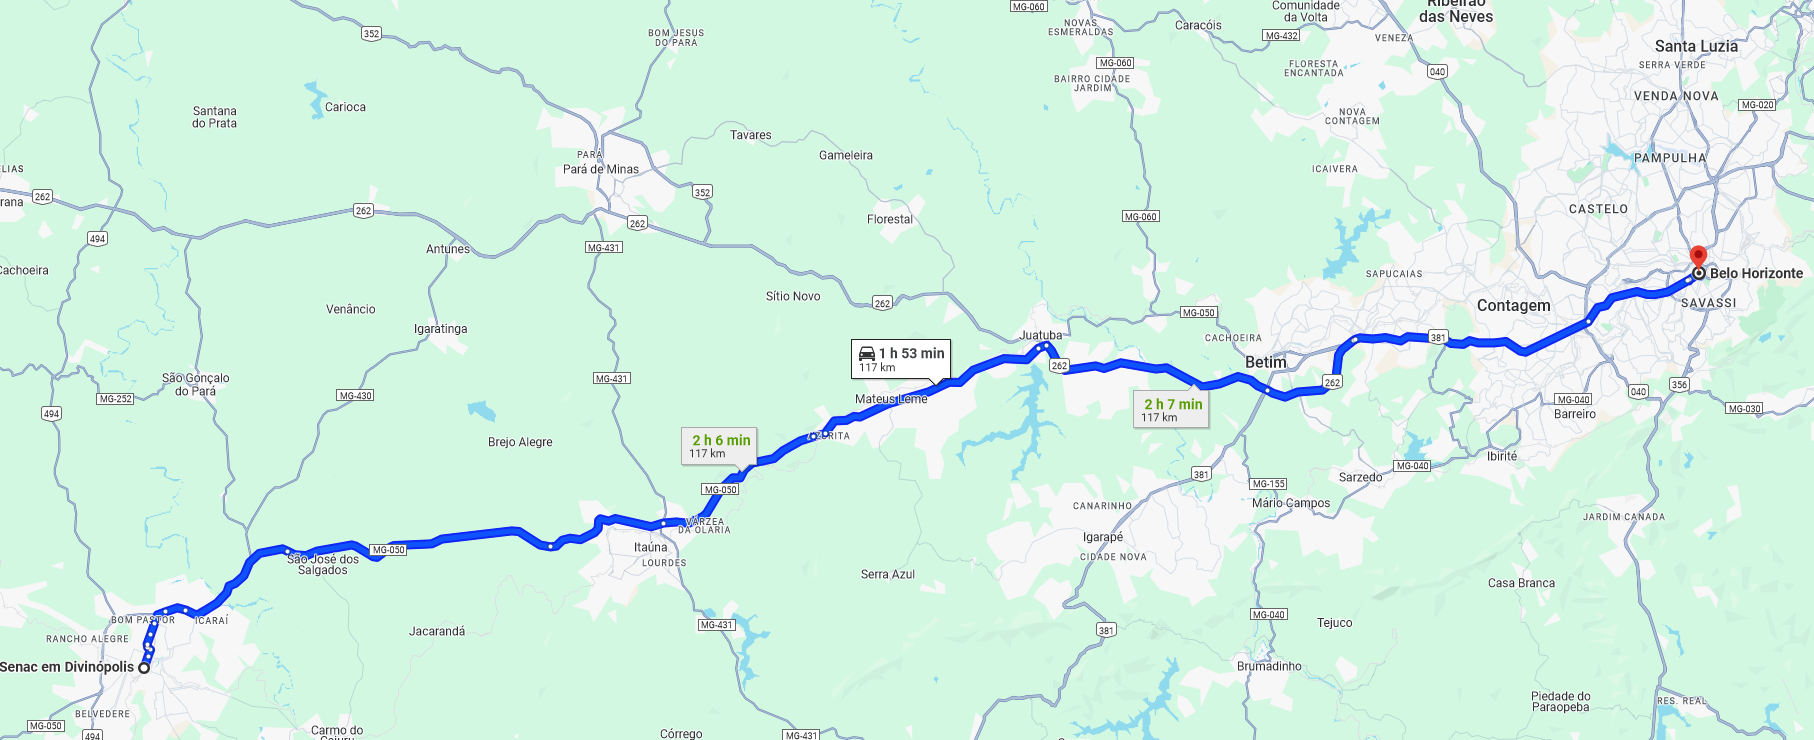 MG-060
Ribeirão
das Neves
Comunidade
da Volta
NOVAS
ESMERALDAS
Caracóis
352
BOM JESUS
DO PARÁ
MG-432
VENEZA
Santa Luzia
SERRA VERDE
MG-060
FLORESTA
ENCANTADA
040
BAIRRO CIDADE
JARDIM
VENDA NOVA
MG-020
Santana
do Prata
Carioca
NOVA
CONTAGEM
Tavares
PARÁ
Pará de Minas
Gameleira
PAMPULHA
ICAIVERA
ELIAS
262
rana
352
262
262
MG-060
CASTELO
Florestal
494
MG-431
Antunes
Cachoeira
SAPUCAIAS
Belo Horizonte
Sítio Novo
262
Contagem
SAVASSI
Venâncio
MG-050
Igaratinga
Juatuba
CACHOEIRA
381
1 h 53 min
117 km
262
Betim
São Gonçalo
do Pará
MG-431
262
MG-252
MG-430
Mateus Leme
040
356
MG-040
MG-030
2 h 7 min
117 km
494
Barreiro
Brejo Alegre
2 h 6 min
117 km
Ibirité
MG-040
381
Sarzedo
MG-050
MG-155
Mário Campos
CANARINHO
VÁRZEA
DA OLARIA
JARDIM CANADA
Igarapé
Itaúna
MG-050
São José dos
Salgados
LOURDES
CIDADE NOVA
Serra Azul
Casa Branca
BOM PASTOR
ICARAÍ
MG-040
MG-431
Tejuco
Jacarandá
381
RANCHO ALEGRE
Senac em Divinópolis
Brumadinho
Piedade do
Paraopeba
RES. REAL
BELVEDERE
MG-050
494
Carmo do
Cajuru
Córrego
MG-431